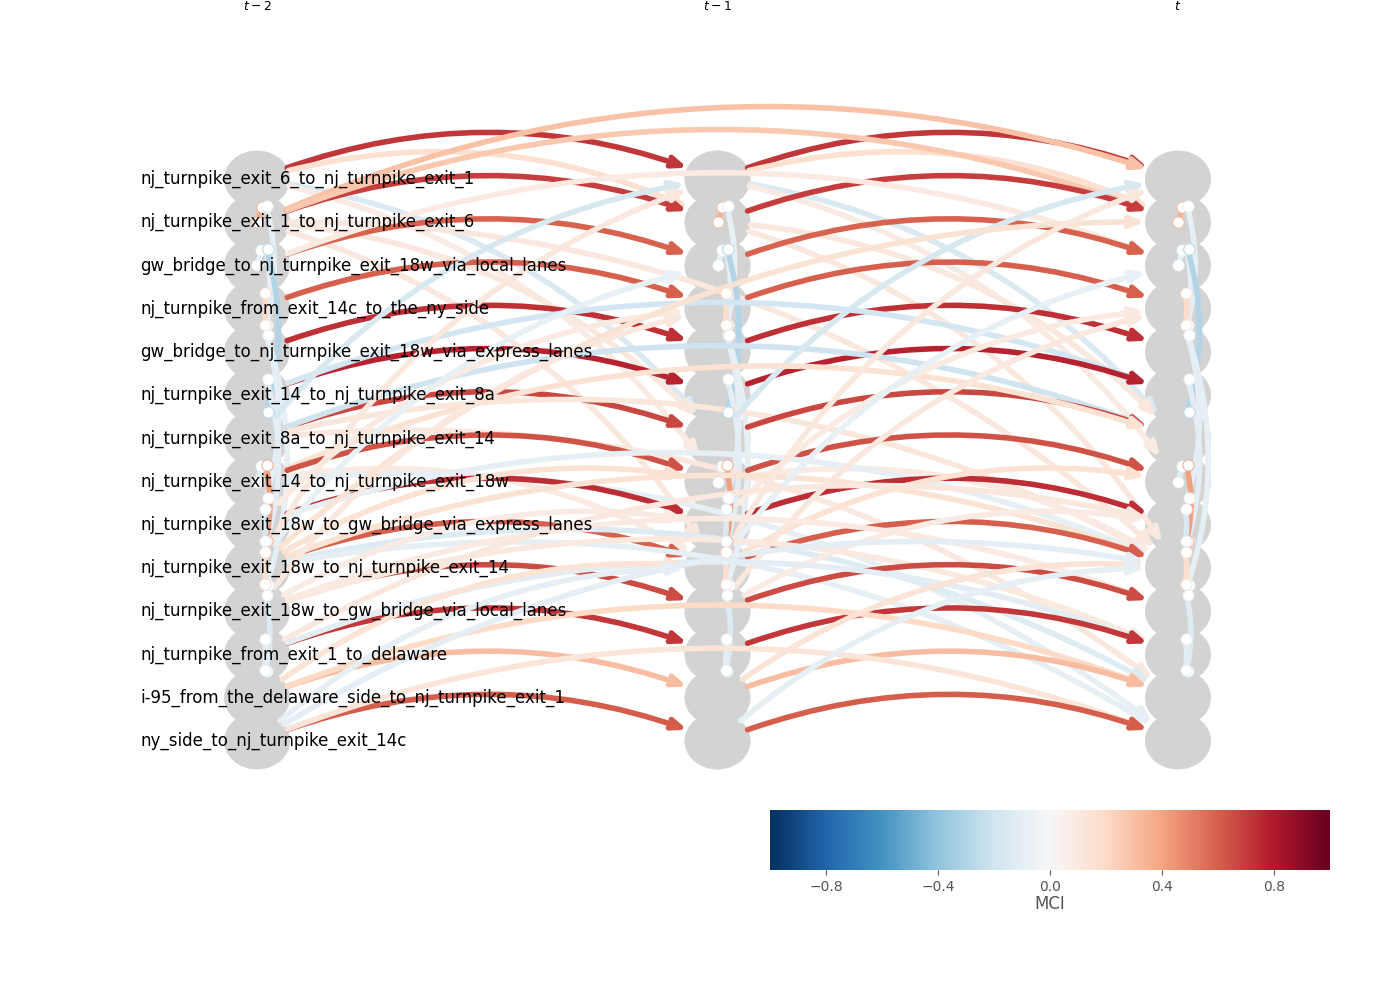 t − 2 t − 1 t
nj_turnpike_exit_6_to_nj_turnpike_exit_1
nj_turnpike_exit_1_to_nj_turnpike_exit_6
gw_bridge_to_nj_turnpike_exit_18w_via_local_lanes
nj_turnpike_from_exit_14c_to_the_ny_side
gw_bridge_to_nj_turnpike_exit_18w_via_express_lanes
nj_turnpike_exit_14_to_nj_turnpike_exit_8a
nj_turnpike_exit_8a_to_nj_turnpike_exit_14
nj_turnpike_exit_14_to_nj_turnpike_exit_18w
nj_turnpike_exit_18w_to_gw_bridge_via_express_lanes
nj_turnpike_exit_18w_to_nj_turnpike_exit_14
nj_turnpike_exit_18w_to_gw_bridge_via_local_lanes
nj_turnpike_from_exit_1_to_delaware
i-95_from_the_delaware_side_to_nj_turnpike_exit_1
ny_side_to_nj_turnpike_exit_14c
−0.8 −0.4 0.0 0.4 0.8
MCI